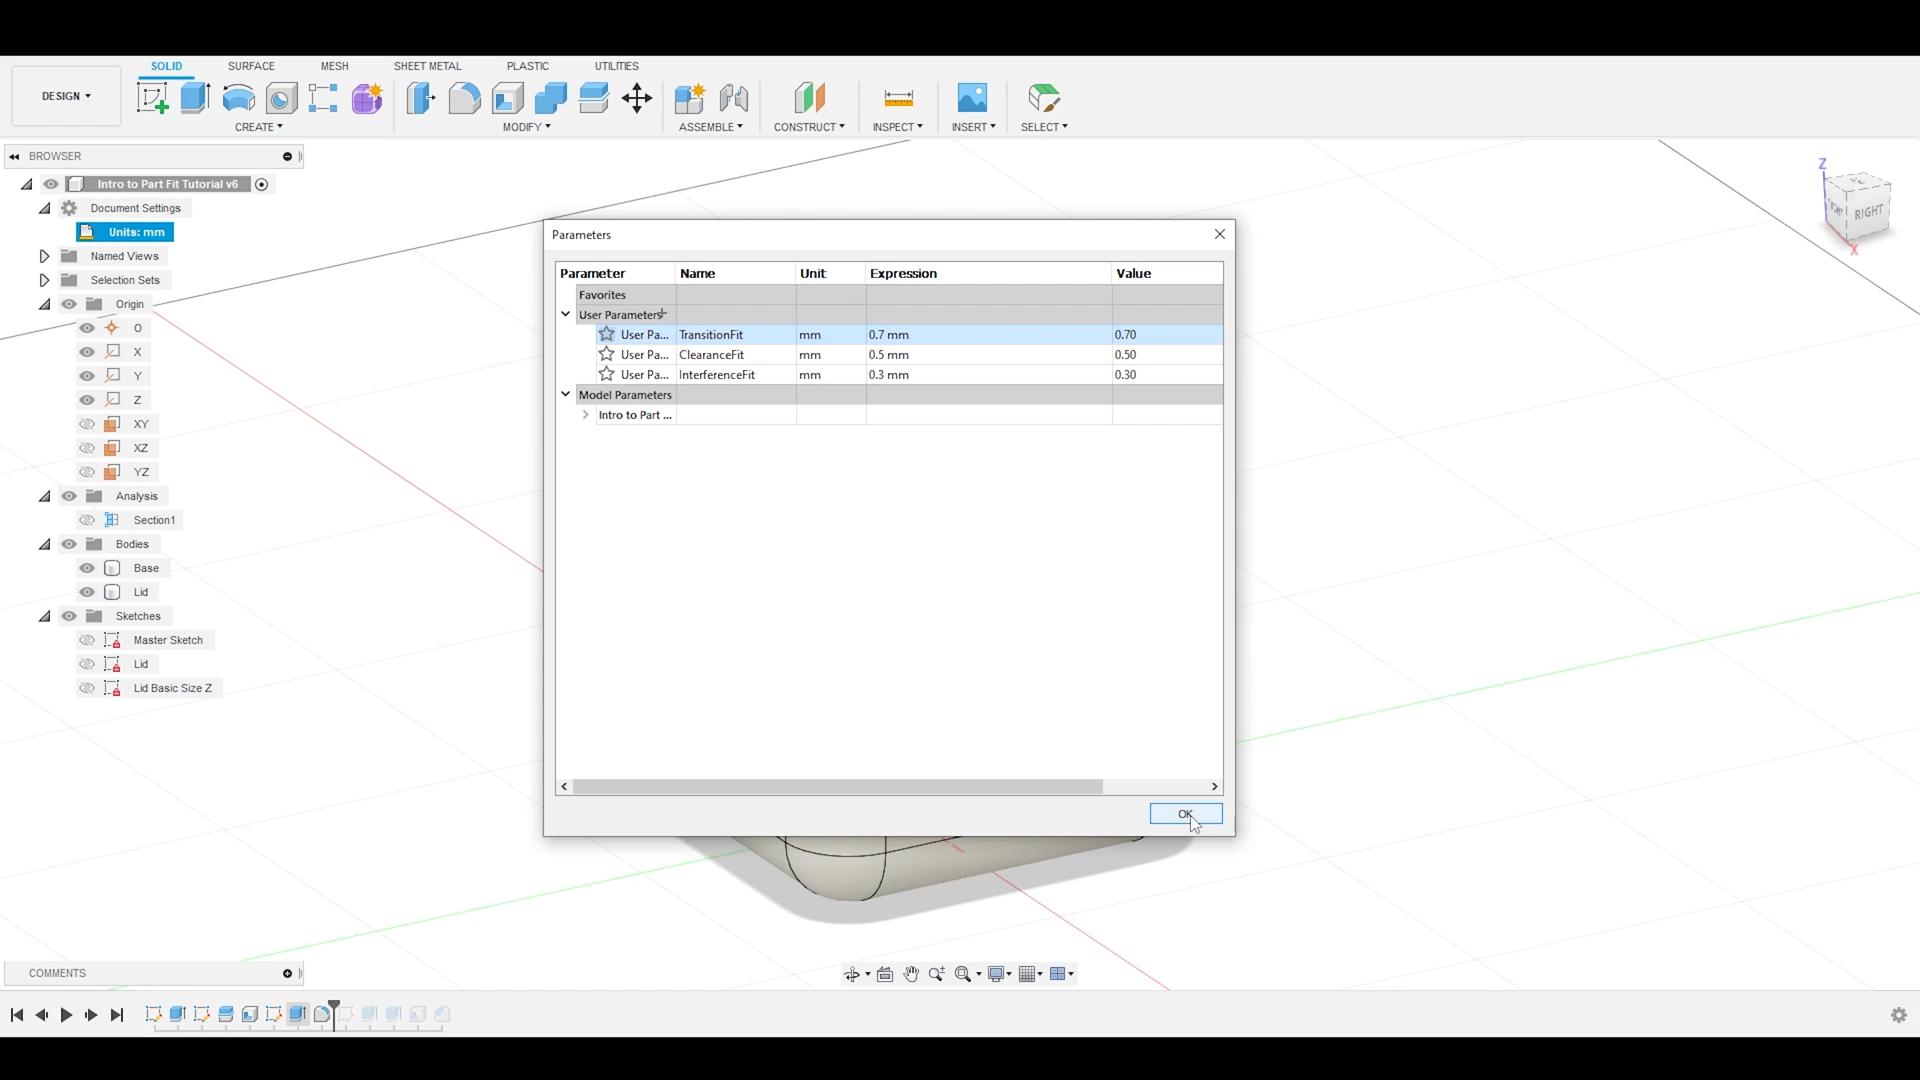 SOLID SURFACE MESH SHEET METAL PLASTIC UTILITIES
DESIGN
CREATE MODIFY ASSEMBLE CONSTRUCT INSPECT INSERT SELECT
BROWSER
Intro to Part Fit Tutorial v6
Document Settings
Units: mm
Named Views
Selection Sets
Origin
O
X
Y
Z
XY
XZ
YZ
Analysis
Section1
Bodies
Base
Lid
Sketches
Master Sketch
Lid
Lid Basic Size Z
Parameters
Parameter Name Unit Expression Value
Favorites
User Parameters
User Pa... TransitionFit mm 0.7 mm 0.70
User Pa... ClearanceFit mm 0.5 mm 0.50
User Pa... InterferenceFit mm 0.3 mm 0.30
Model Parameters
Intro to Part ...
OK
Z
RIGHT
X
COMMENTS